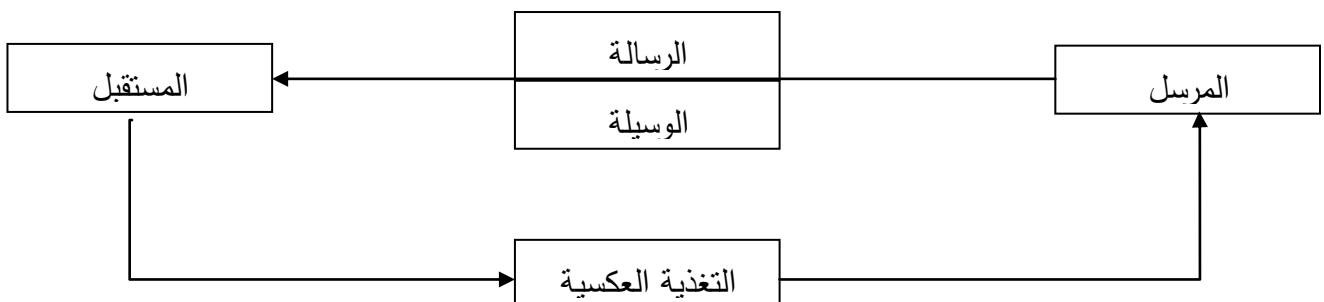 الرسالة
المرسل
المستقبل
الوسيلة
التغذية العكسية